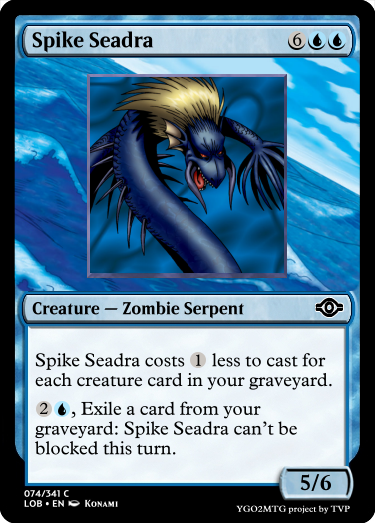 Spike Seadra 6UU
Creature — Zombie Serpent
Spike Seadra costs 1 less to cast for
each creature card in your graveyard.
2U, Exile a card from your
graveyard: Spike Seadra can't be
blocked this turn.
5/6
074/341 C
LOB • EN Konami
YGO2MTG project by TVP